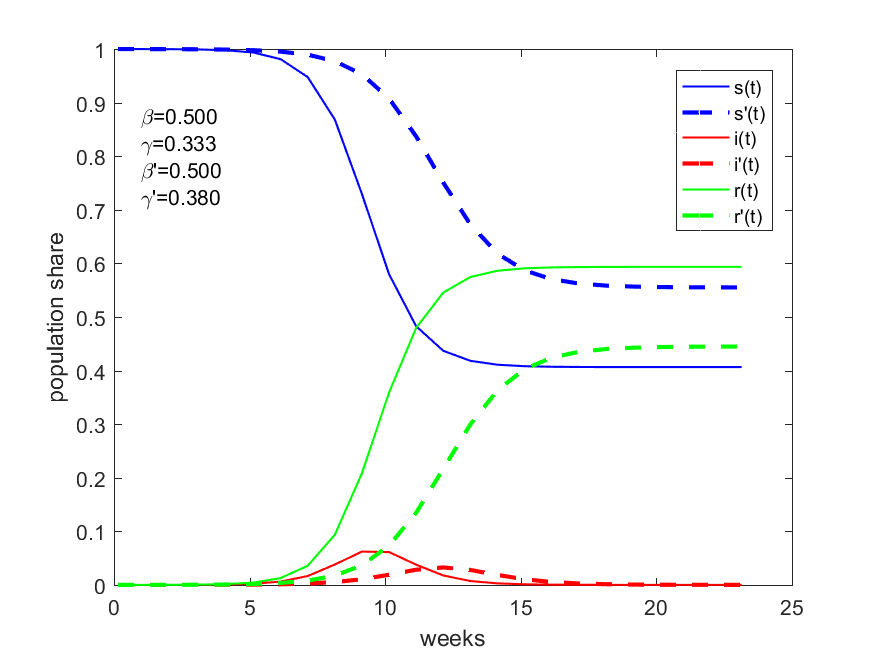 1
0.9
0.8
0.7
0.6
0.5
0.4
0.3
0.2
0.1
0
β=0.500
γ=0.333
β'=0.500
γ'=0.380
s(t)
s'(t)
i(t)
i'(t)
r(t)
r'(t)
population share
0 5 10 15 20 25
weeks